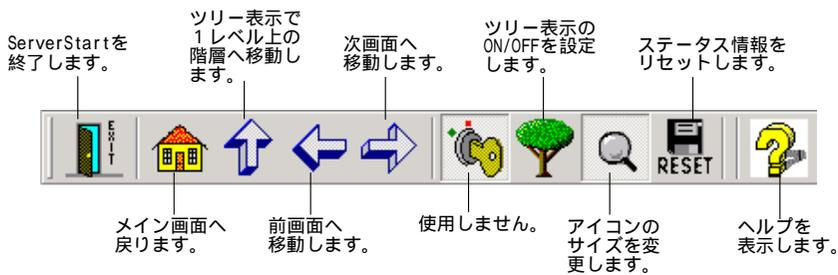 ServerStartを
終了します。
ツリー表示で
1レベル上の
階層へ移動し
ます。
次画面へ
移動します。
ツリー表示の
ON/OFFを設定
します。
ステータス情報を
リセットします。
EXIT
RESET
メイン画面へ
戻ります。
前画面へ
移動します。
使用しません。
アイコンの
サイズを変
更します。
ヘルプを
表示します。